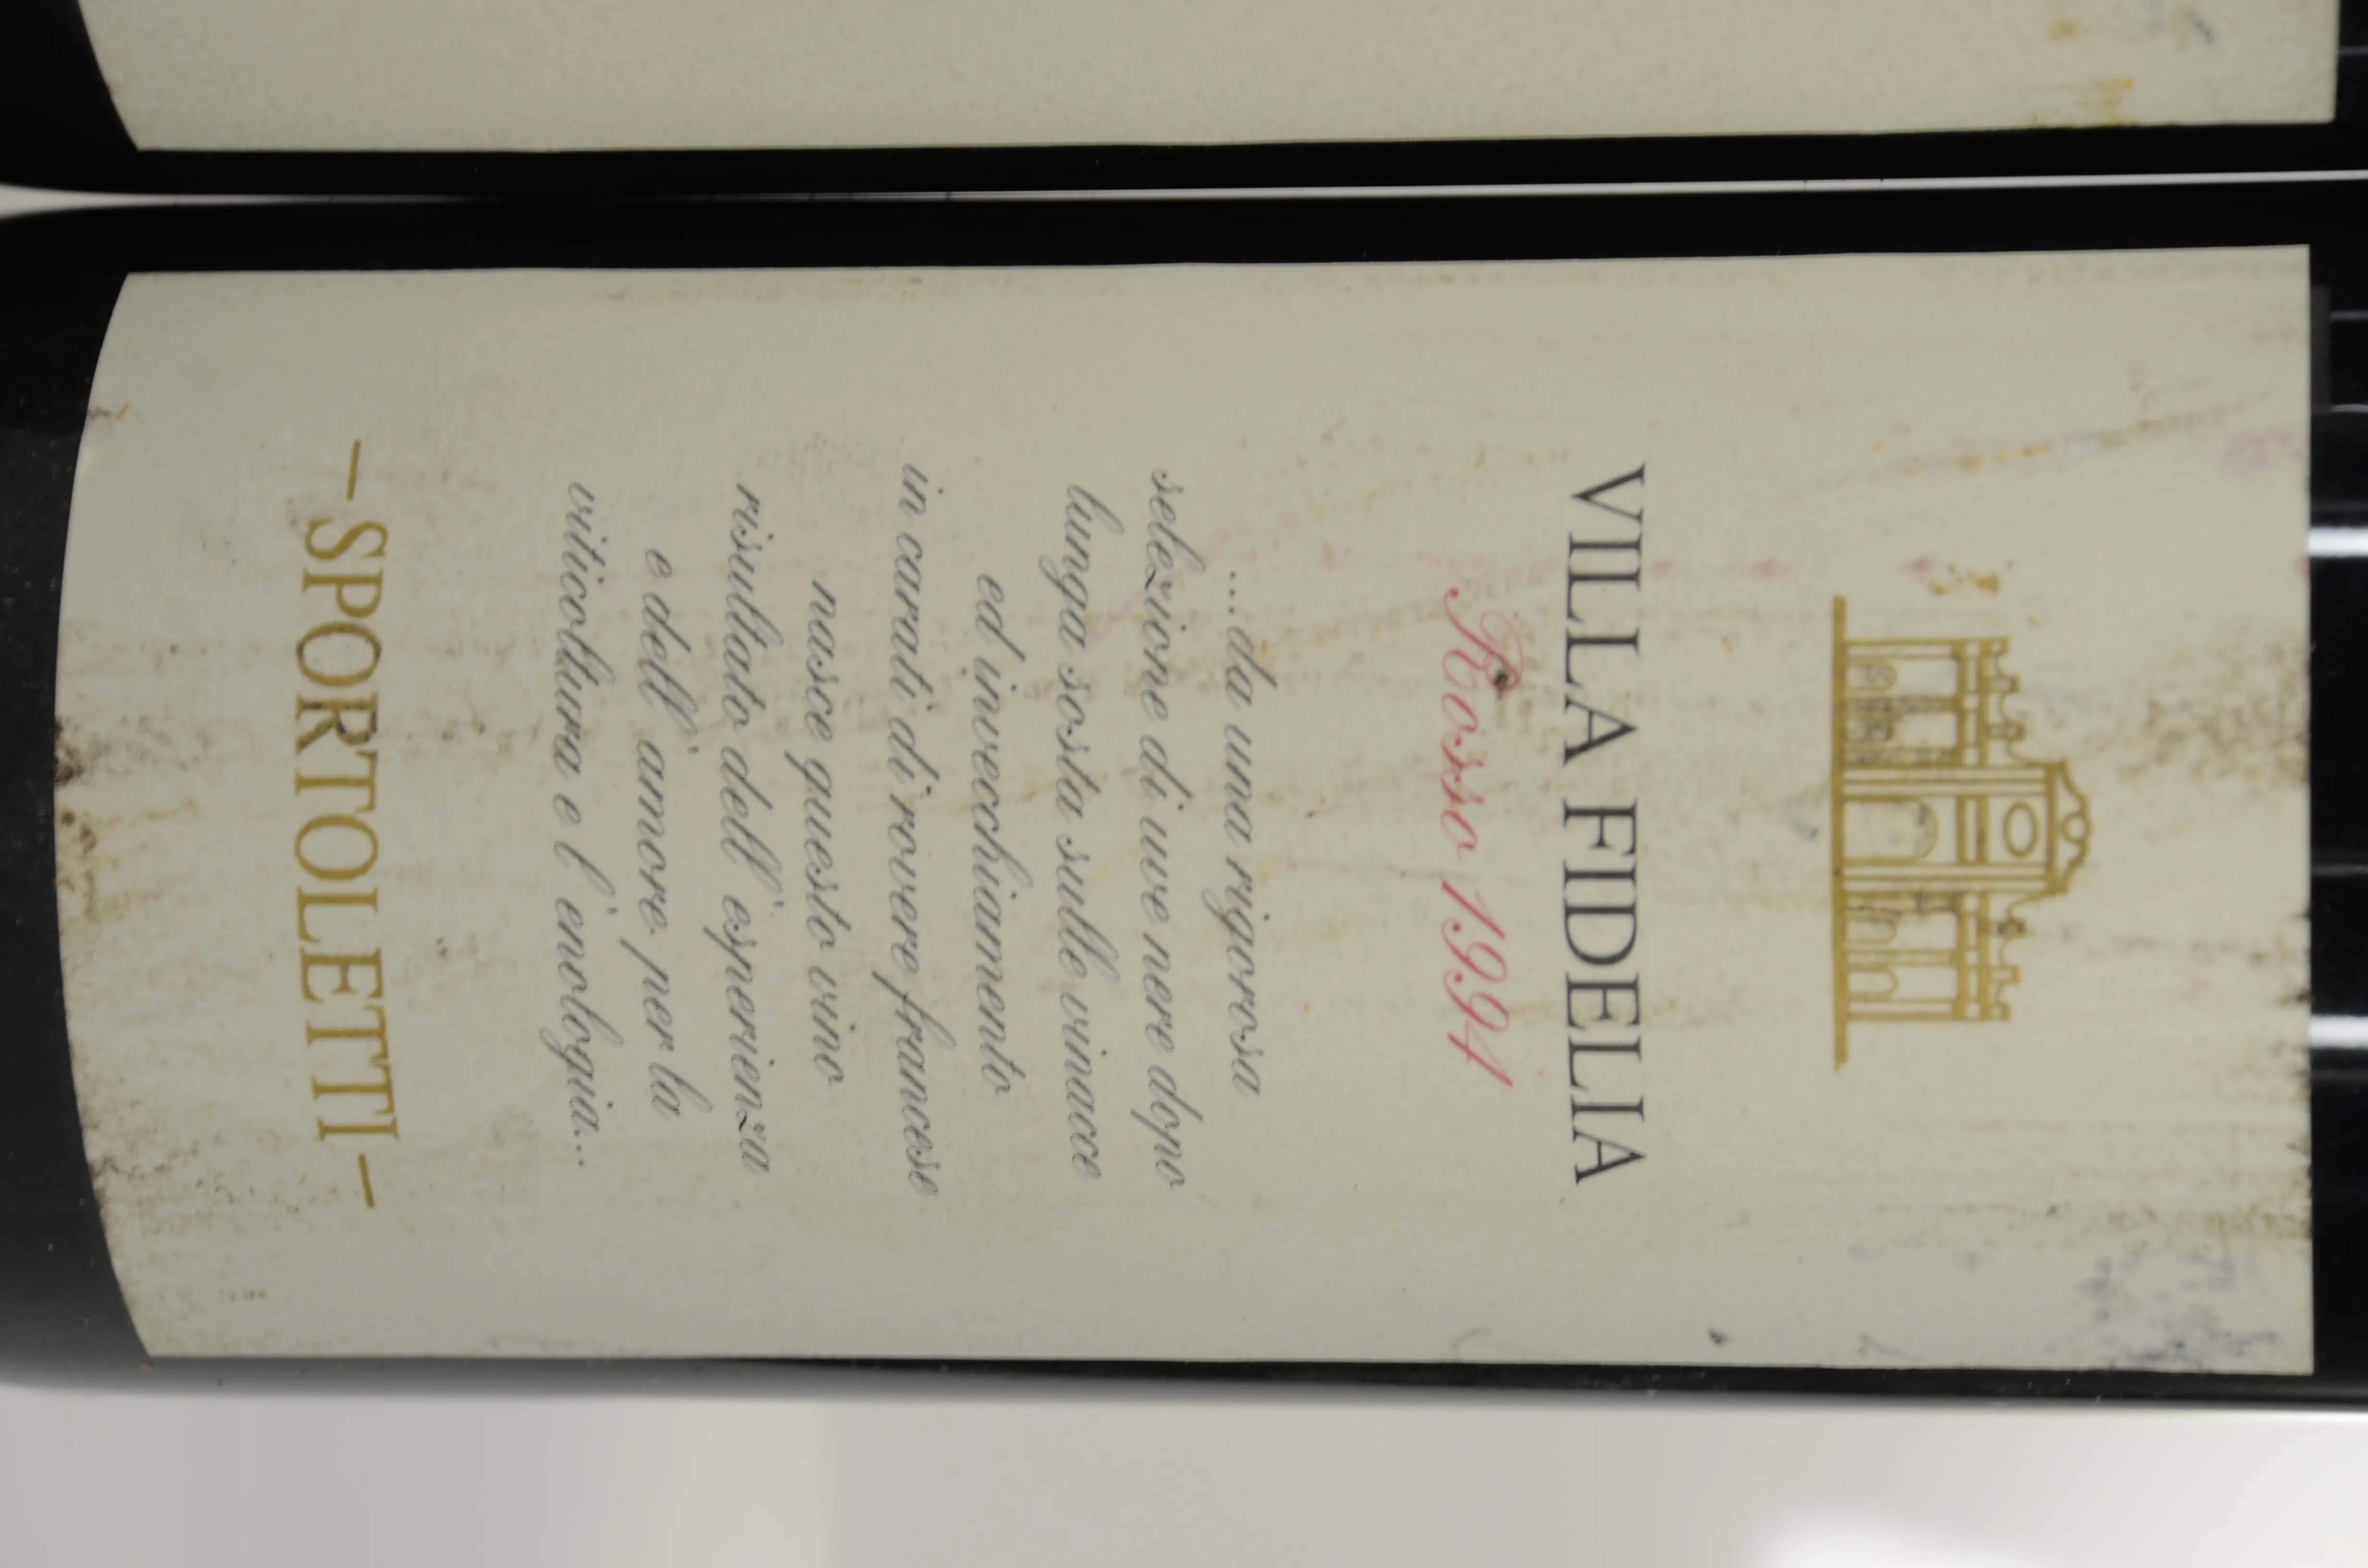 VILLA FIDELIA
Rosso 1994
...da una rigorosa
selezione di uve nere dopo
lunga sosta sulle vinacce
ed invecchiamento
in carati di rovere francese
nasce questo vino
risultato dell'esperienza
e dell'amore per la
viticoltura e l'enologia...
– SPORTOLETTI –